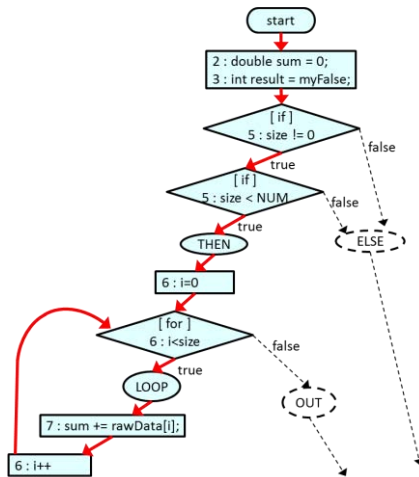 start
2 : double sum = 0;
3 : int result = myFalse;
[ if ]
5 : size != 0
false
true
[ if ]
5 : size < NUM
false
true
THEN
ELSE
6 : i=0
[ for ]
6 : i<size
false
true
LOOP
OUT
7 : sum += rawData[i];
6 : i++